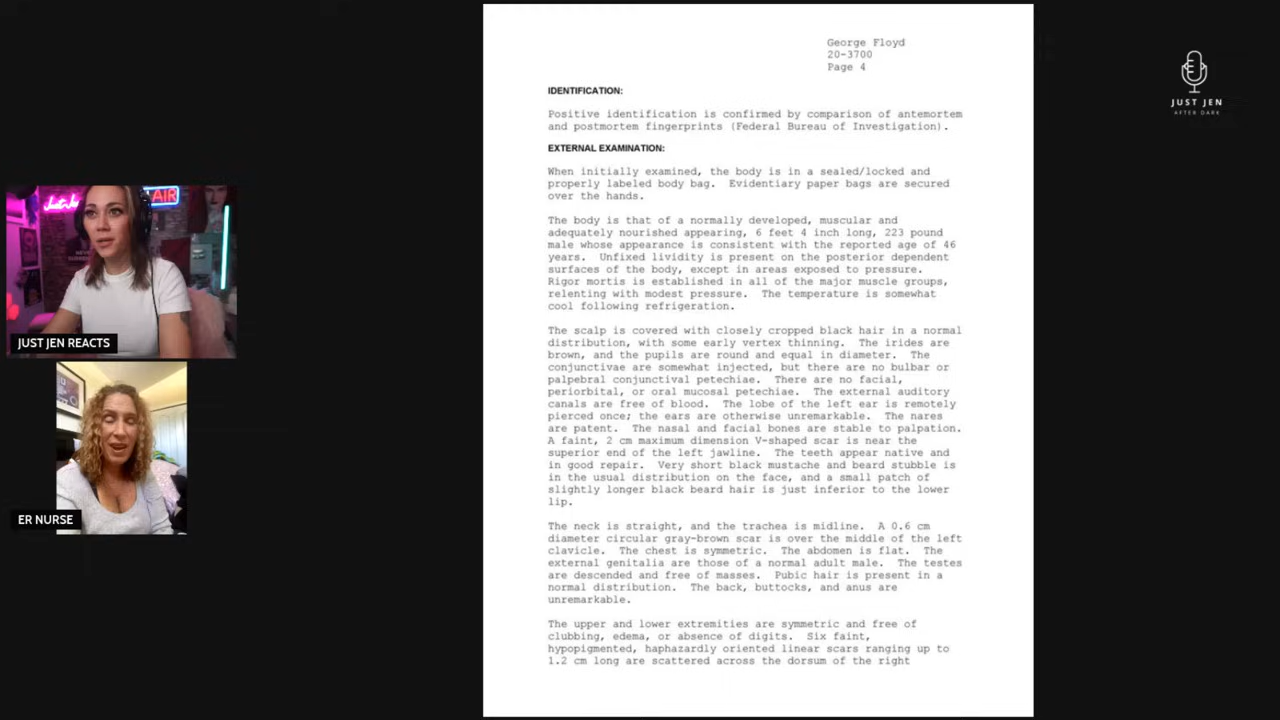 George Floyd
20-3700
Page 4
IDENTIFICATION:
Positive identification is confirmed by comparison of antemortem
and postmortem fingerprints (Federal Bureau of Investigation).
EXTERNAL EXAMINATION:
When initially examined, the body is in a sealed/locked and
properly labeled body bag.  Evidentiary paper bags are secured
over the hands.
The body is that of a normally developed, muscular and
adequately nourished appearing, 6 feet 4 inch long, 223 pound
male whose appearance is consistent with the reported age of 46
years.  Unfixed lividity is present on the posterior dependent
surfaces of the body, except in areas exposed to pressure.
Rigor mortis is established in all of the major muscle groups,
relenting with modest pressure.  The temperature is somewhat
cool following refrigeration.
The scalp is covered with closely cropped black hair in a normal
distribution, with some early vertex thinning.  The irides are
brown, and the pupils are round and equal in diameter.  The
conjunctivae are somewhat injected, but there are no bulbar or
palpebral conjunctival petechiae.  There are no facial,
periorbital, or oral mucosal petechiae.  The external auditory
canals are free of blood.  The lobe of the left ear is remotely
pierced once; the ears are otherwise unremarkable.  The nares
are patent.  The nasal and facial bones are stable to palpation.
A faint, 2 cm maximum dimension V-shaped scar is near the
superior end of the left jawline.  The teeth appear native and
in good repair.  Very short black mustache and beard stubble is
in the usual distribution on the face, and a small patch of
slightly longer black beard hair is just inferior to the lower
lip.
The neck is straight, and the trachea is midline.  A 0.6 cm
diameter circular gray-brown scar is over the middle of the left
clavicle.  The chest is symmetric.  The abdomen is flat.  The
external genitalia are those of a normal adult male.  The testes
are descended and free of masses.  Pubic hair is present in a
normal distribution.  The back, buttocks, and anus are
unremarkable.
The upper and lower extremities are symmetric and free of
clubbing, edema, or absence of digits.  Six faint,
hypopigmented, haphazardly oriented linear scars ranging up to
1.2 cm long are scattered across the dorsum of the right
JUST JEN
AFTER DARK
AIR
JUST JEN REACTS
ER NURSE